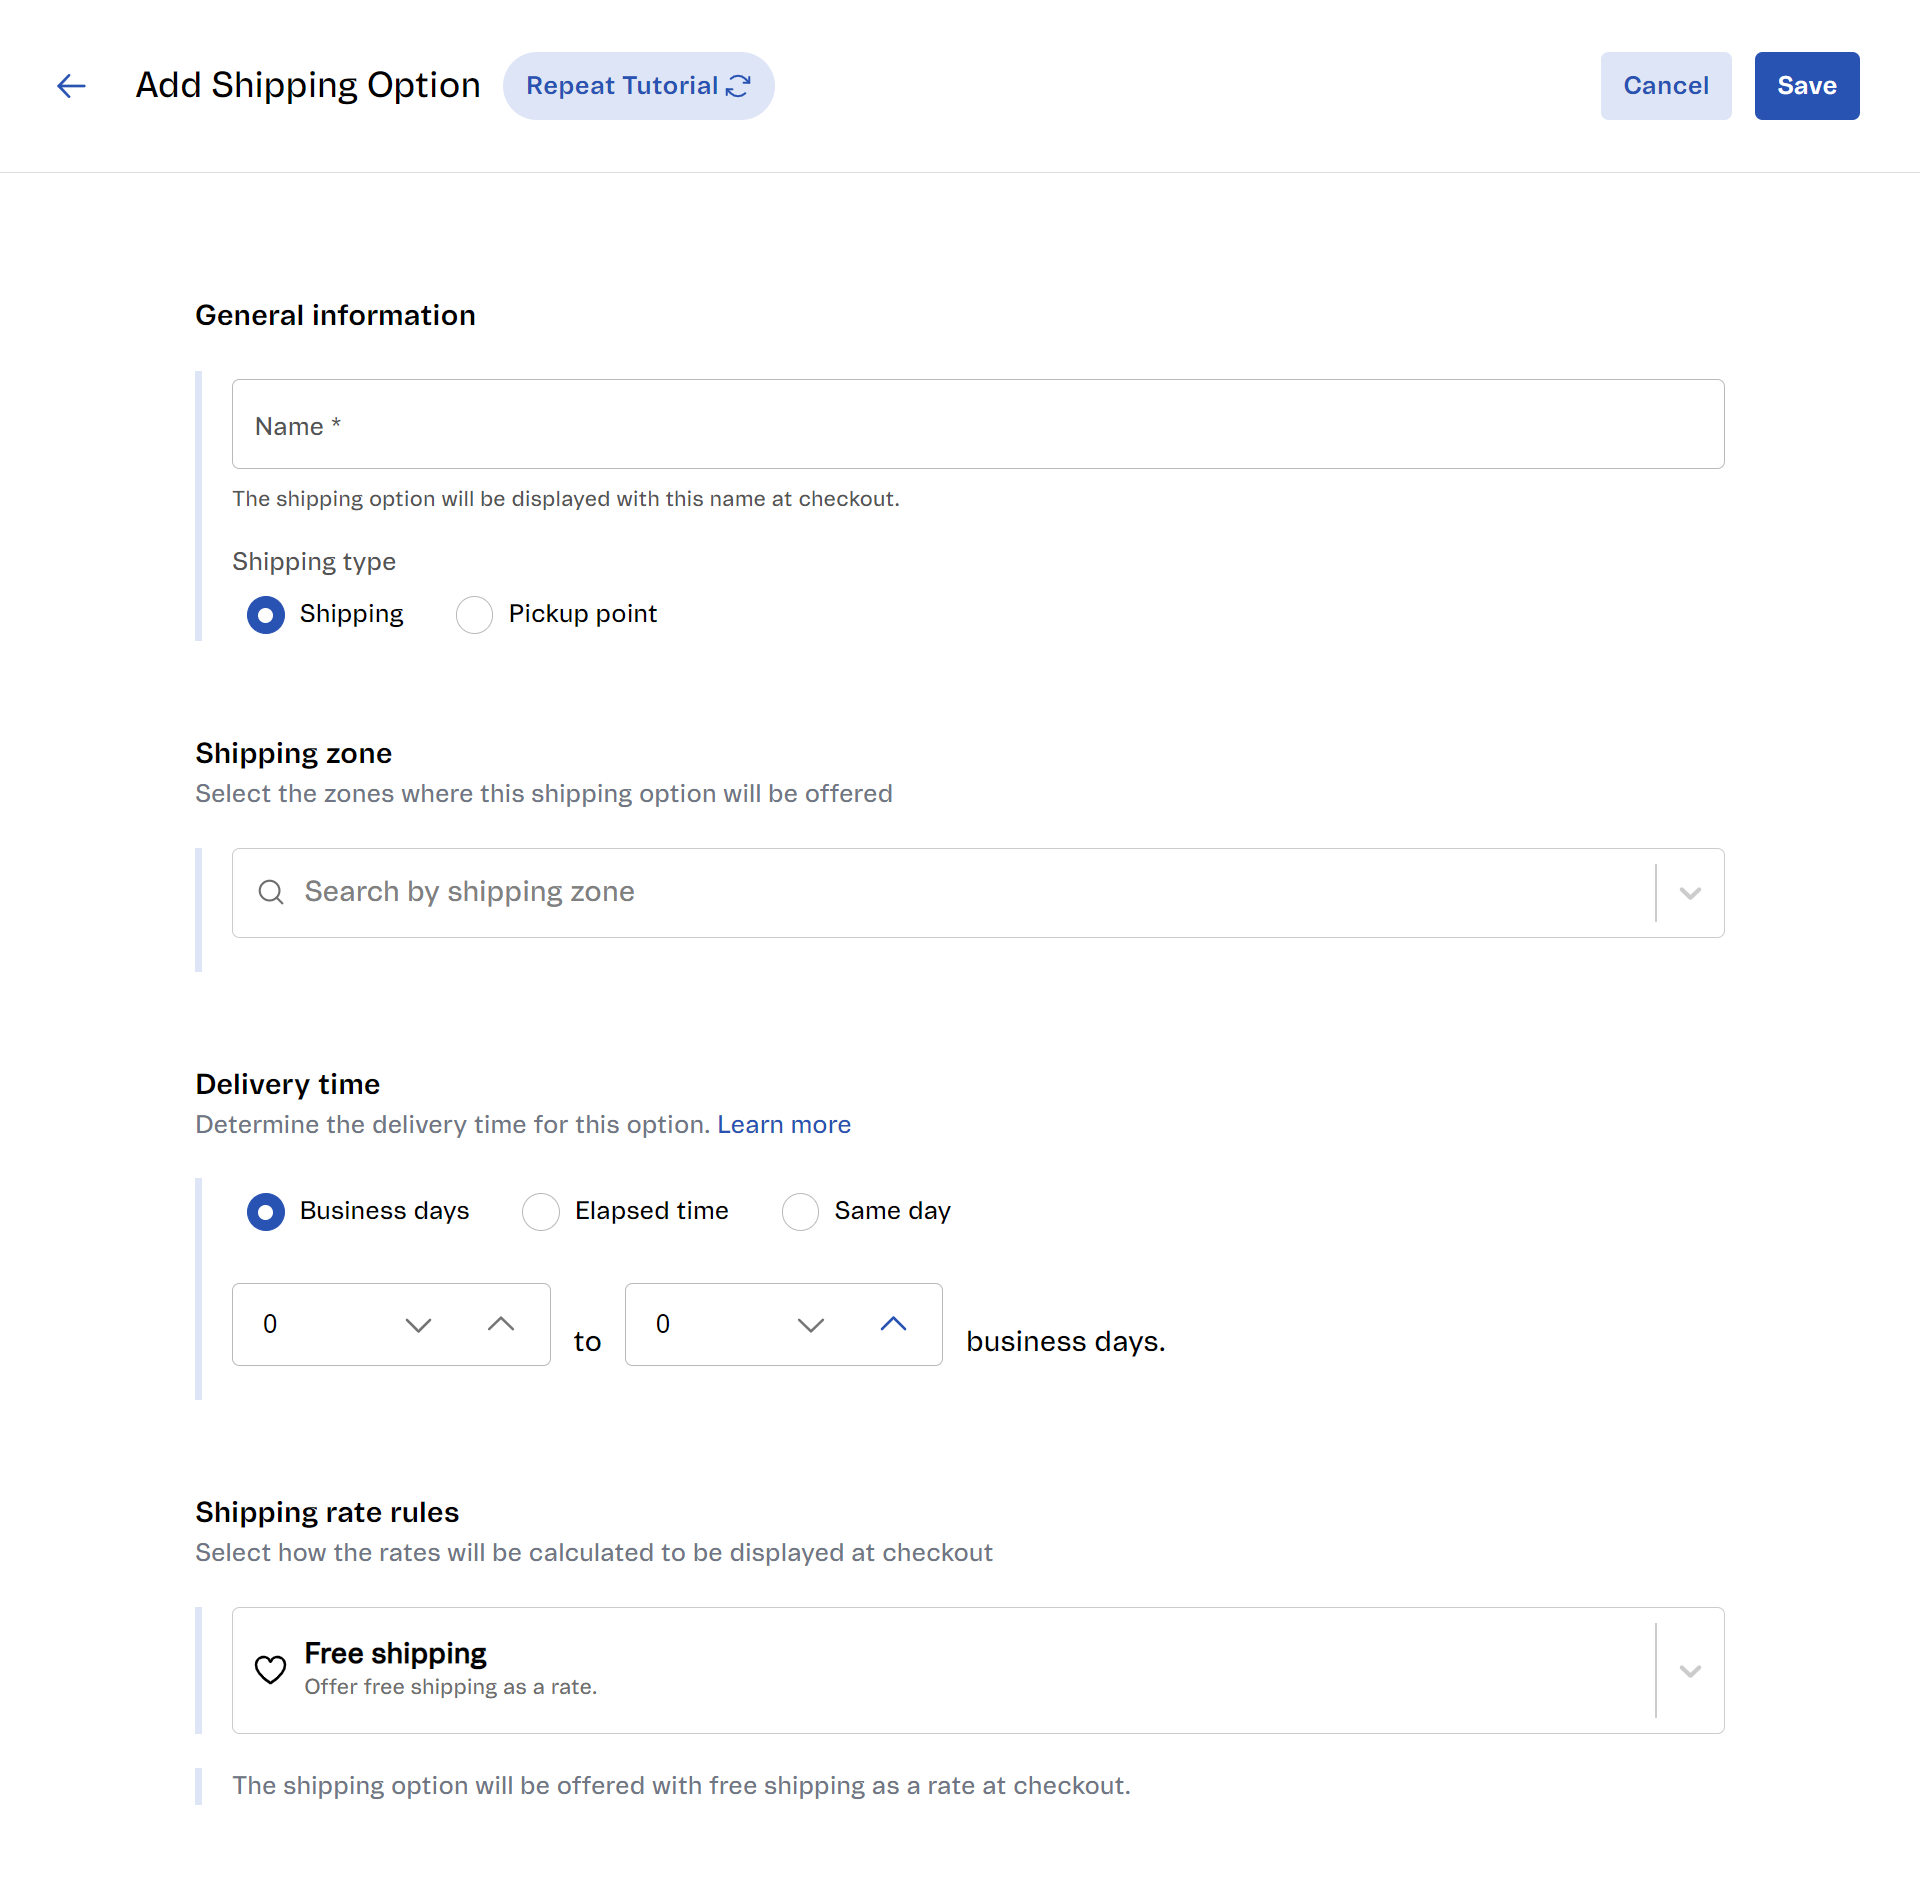 Add Shipping Option
Repeat Tutorial
Cancel
Save
General information
Name *
The shipping option will be displayed with this name at checkout.
Shipping type
Shipping
Pickup point
Shipping zone
Select the zones where this shipping option will be offered
Search by shipping zone
Delivery time
Determine the delivery time for this option. Learn more
Business days
Elapsed time
Same day
0
to
0
business days.
Shipping rate rules
Select how the rates will be calculated to be displayed at checkout
Free shipping
Offer free shipping as a rate.
The shipping option will be offered with free shipping as a rate at checkout.